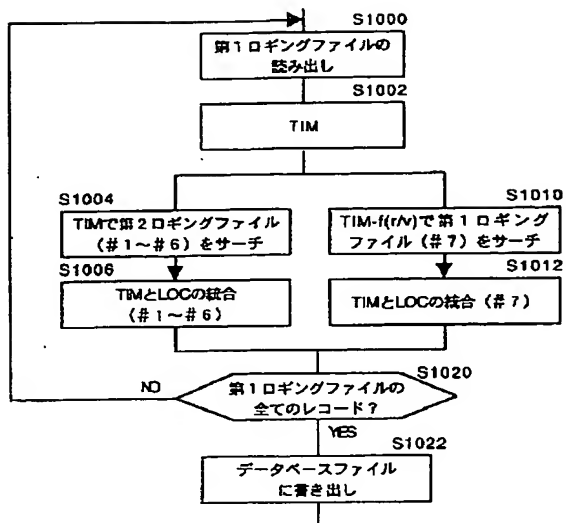 S1000
第1ロギングファイルの
読み出し
S1002
TIM
S1004
TIMで第2ロギングファイル
(#1〜#6)をサーチ
S1006
TIMとLOCの統合
(#1〜#6)
S1010
TIM-f(r/v)で第1ロギング
ファイル(#7)をサーチ
S1012
TIMとLOCの統合(#7)
S1020
第1ロギングファイルの
全てのレコード?
NO
YES
S1022
データベースファイル
に書き出し